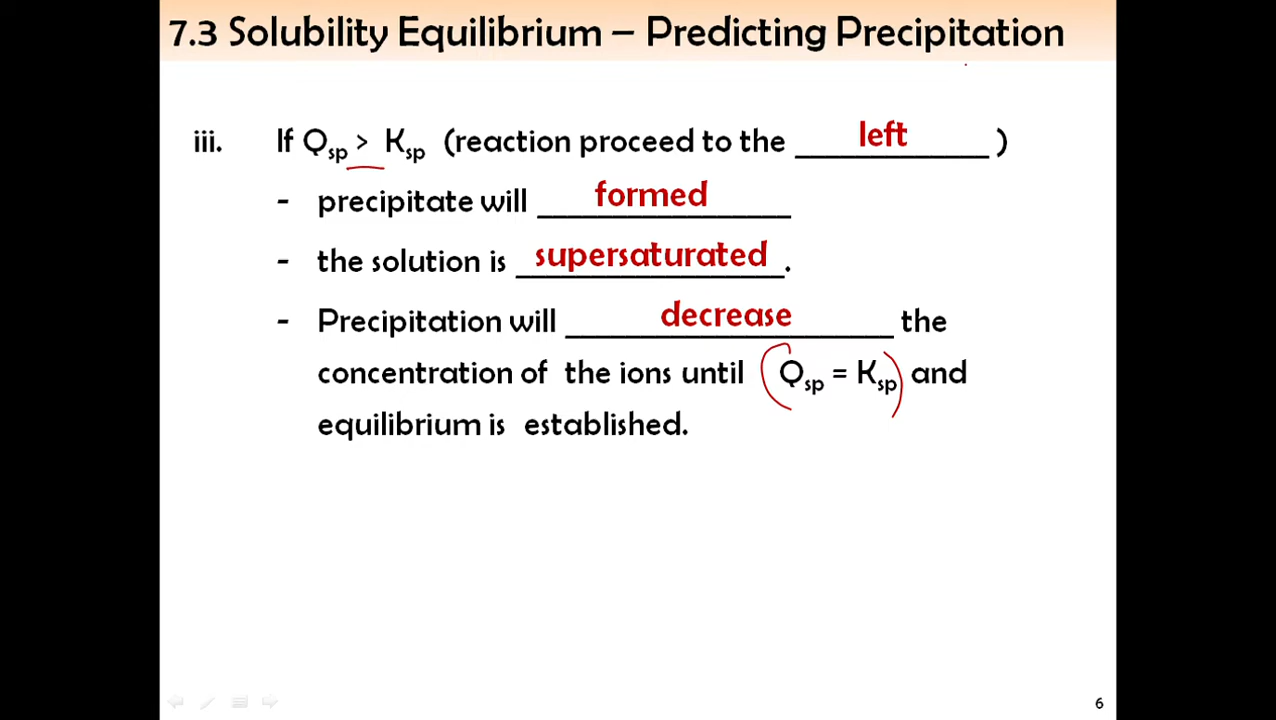 7.3 Solubility Equilibrium – Predicting Precipitation
iii. If Qsp > Ksp (reaction proceed to the left )
- precipitate will formed
- the solution is supersaturated.
- Precipitation will decrease the
concentration of the ions until Qsp = Ksp and
equilibrium is established.
6